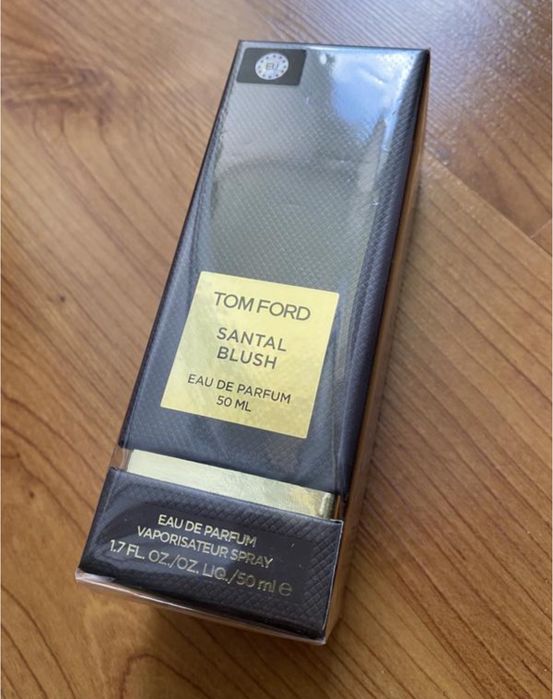 EU
TOM FORD
SANTAL
BLUSH
EAU DE PARFUM
50 ML
EAU DE PARFUM
VAPORISATEUR SPRAY
1.7 FL. OZ./OZ. LIQ./50 ml ℮